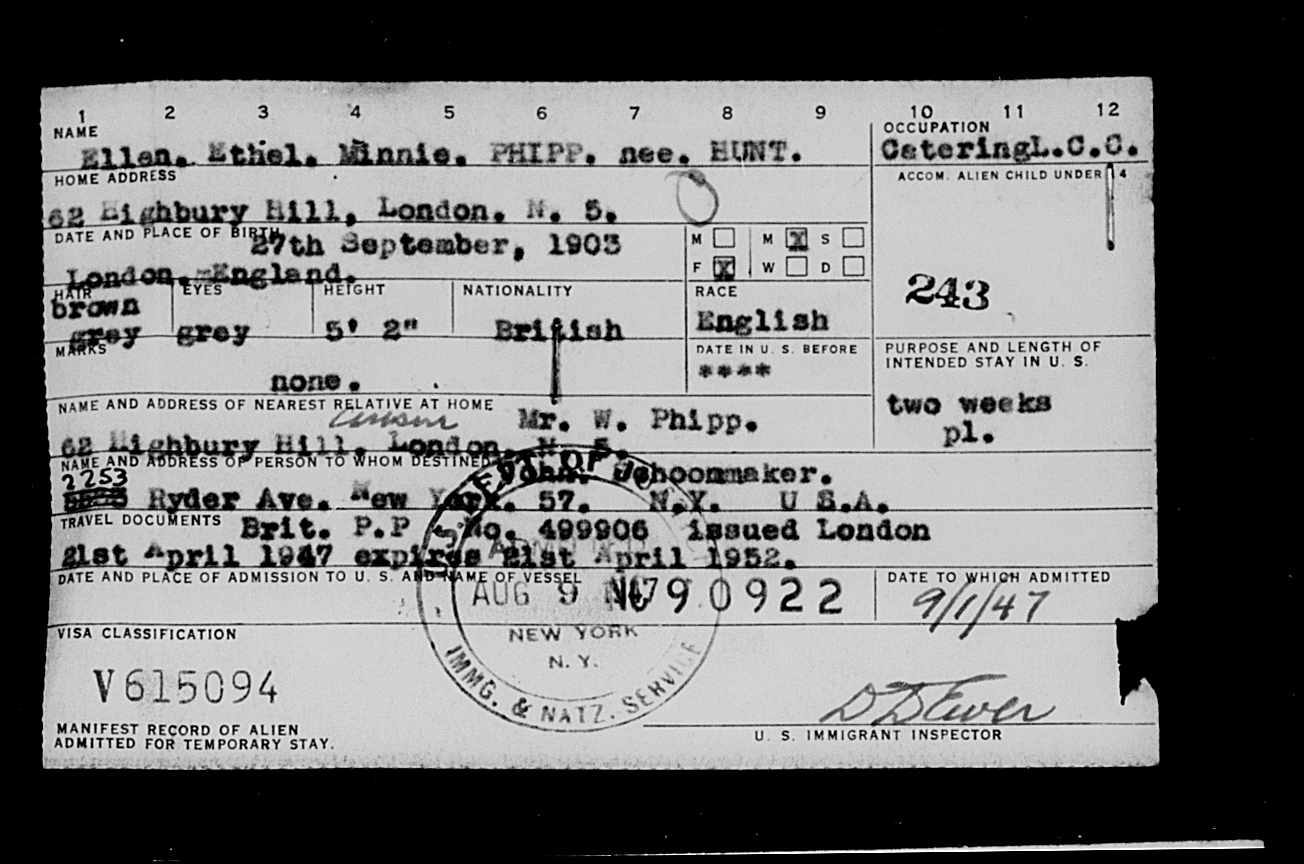 1 2 3 4 5 6 7 8 9 10 11 12
NAME
Ellen. Ethel. Minnie. PHIPP. nee. HUNT.
OCCUPATION
CateringL.C.C.
HOME ADDRESS
62 Highbury Hill, London. N. 5.
ACCOM. ALIEN CHILD UNDER 14
DATE AND PLACE OF BIRTH
27th September, 1903
London. England.
M M X S
F X W D
243
HAIR EYES HEIGHT NATIONALITY RACE
brown
grey grey 5' 2" British English
MARKS
none.
DATE IN U. S. BEFORE
****
PURPOSE AND LENGTH OF
INTENDED STAY IN U. S.
two weeks
pl.
NAME AND ADDRESS OF NEAREST RELATIVE AT HOME
Mr. W. Phipp.
62 Highbury Hill. London. N. 5.
NAME AND ADDRESS OF PERSON TO WHOM DESTINED
John. Schoonmaker.
2253
Ryder Ave. New York. 57. N.Y. U S.A.
TRAVEL DOCUMENTS
Brit. P.P No. 499906 issued London
21st April 1947 expires 21st April 1952.
DATE AND PLACE OF ADMISSION TO U. S. AND NAME OF VESSEL
DATE TO WHICH ADMITTED
ADMITTED
AUG 9 1947
NEW YORK
N. Y.
IMMG. & NATZ. SERVICE
90922
9/1/47
VISA CLASSIFICATION
V615094
MANIFEST RECORD OF ALIEN
ADMITTED FOR TEMPORARY STAY.
U. S. IMMIGRANT INSPECTOR